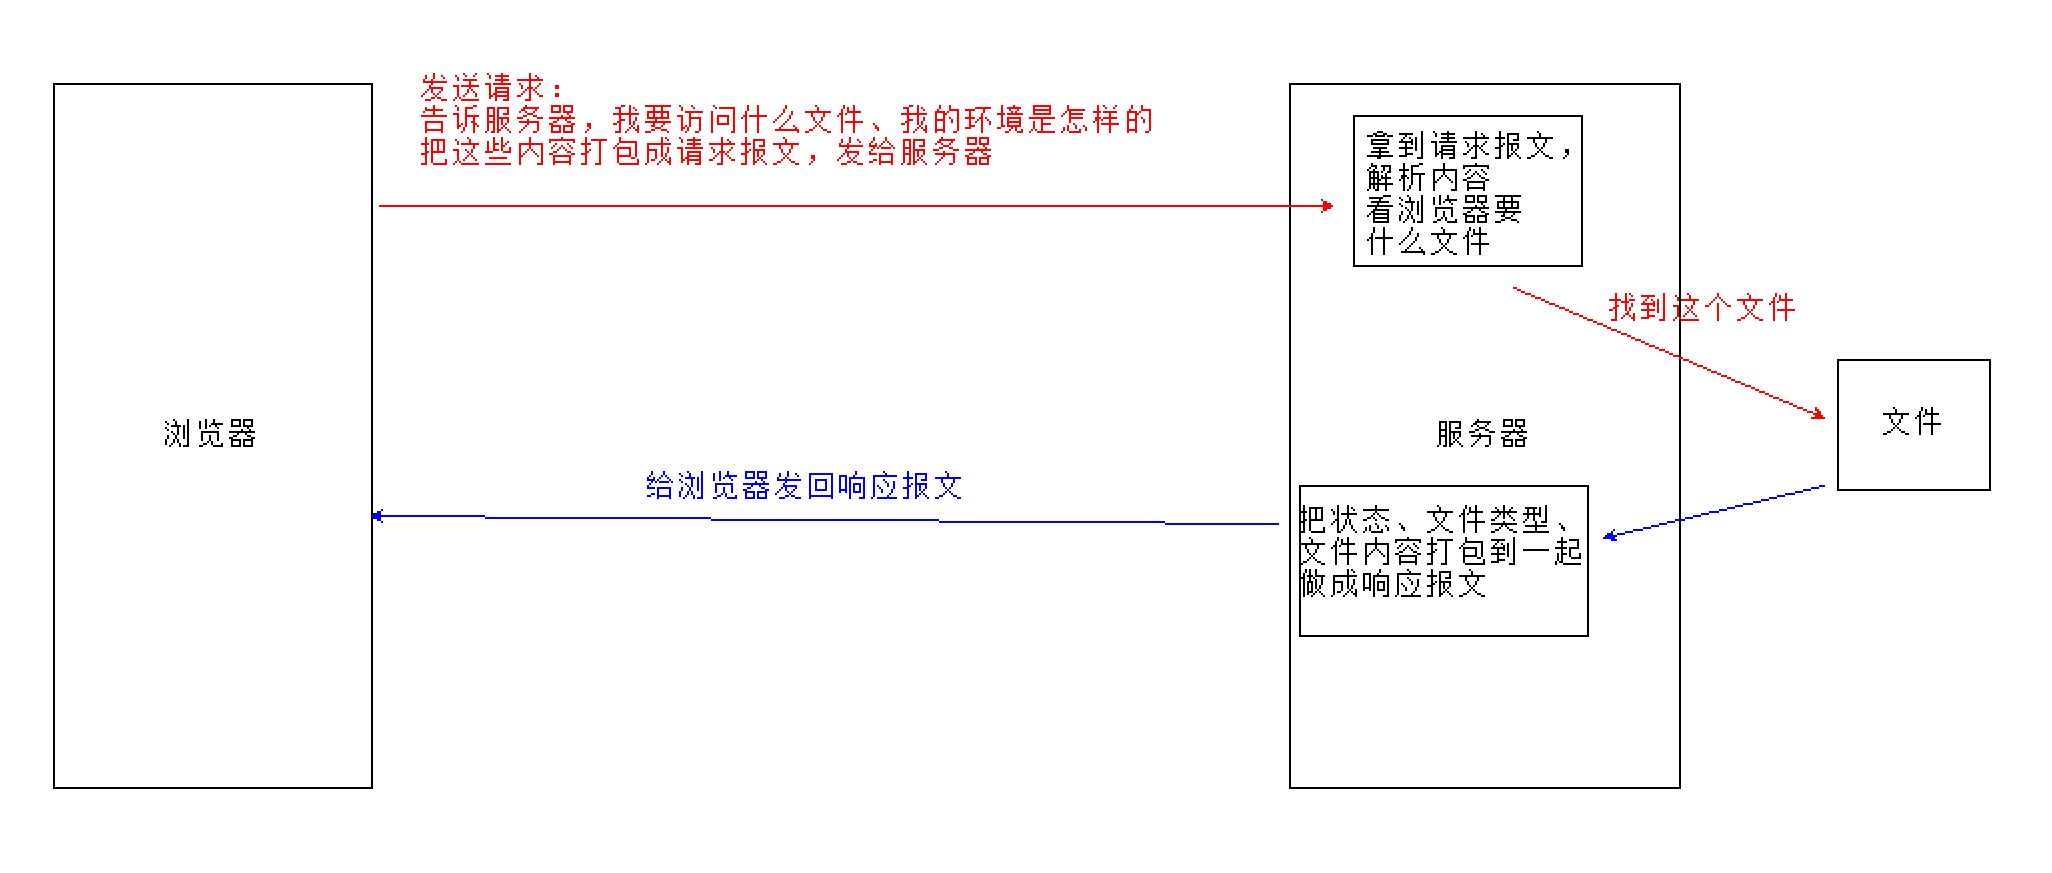 发送请求：
告诉服务器，我要访问什么文件、我的环境是怎样的
把这些内容打包成请求报文，发给服务器
拿到请求报文，
解析内容
看浏览器要
什么文件
找到这个文件
浏览器
服务器
文件
给浏览器发回响应报文
把状态、文件类型、
文件内容打包到一起
做成响应报文